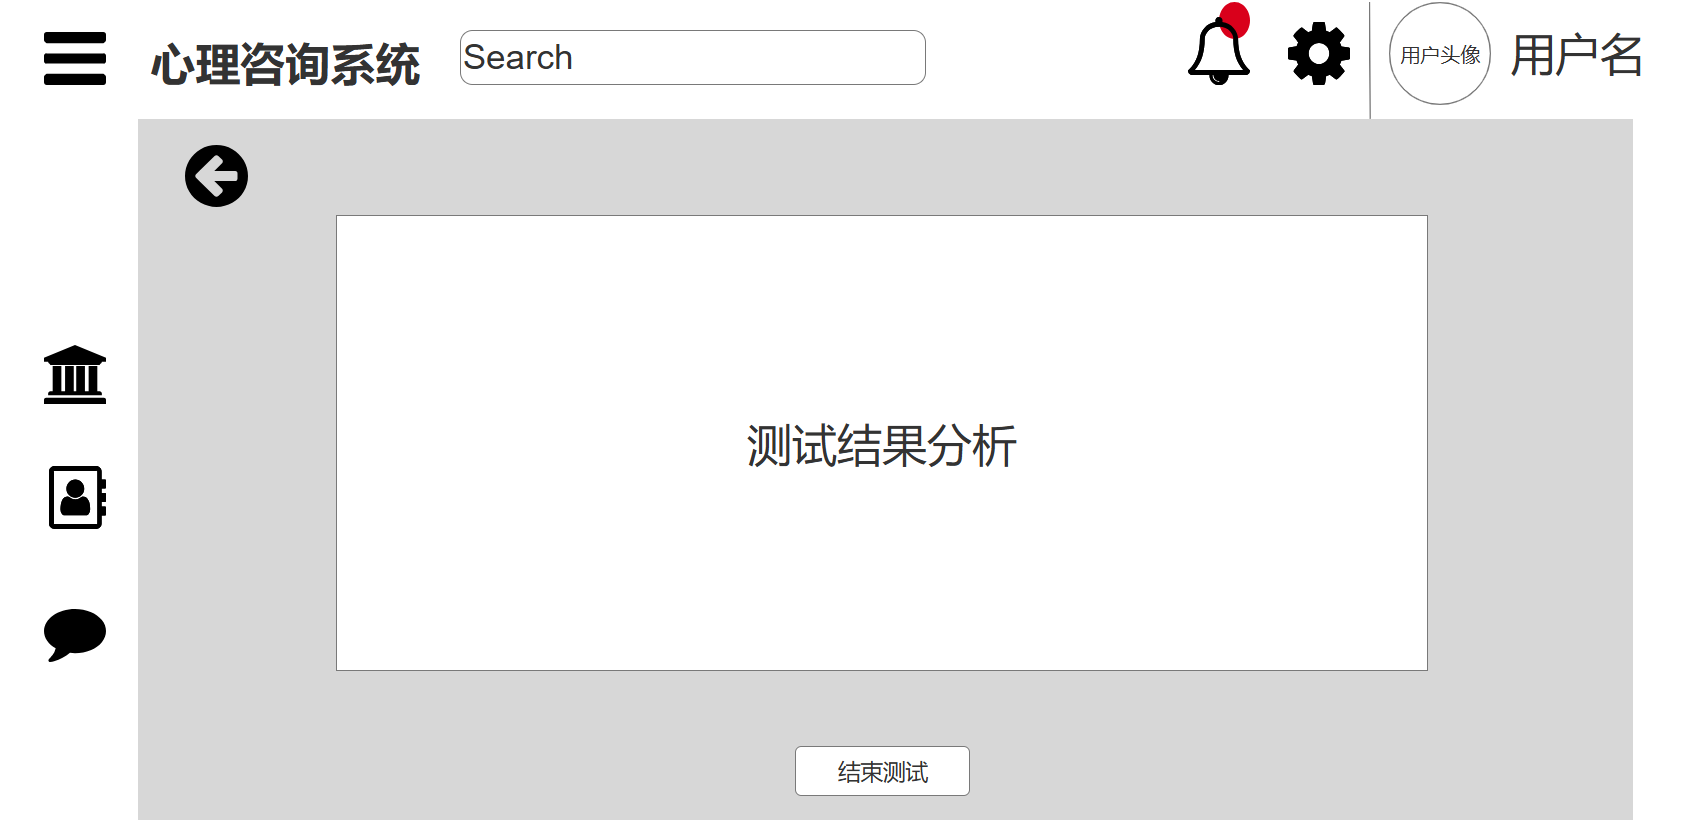 心理咨询系统
Search
用户头像
用户名
测试结果分析
结束测试